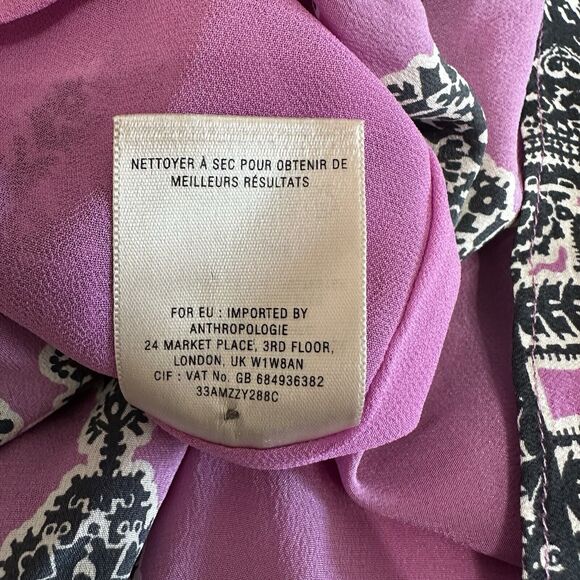 NETTOYER À SEC POUR OBTENIR DE
MEILLEURS RÉSULTATS
FOR EU : IMPORTED BY
ANTHROPOLOGIE
24 MARKET PLACE, 3RD FLOOR,
LONDON, UK W1W8AN
CIF : VAT No. GB 684936382
33AMZZY288C